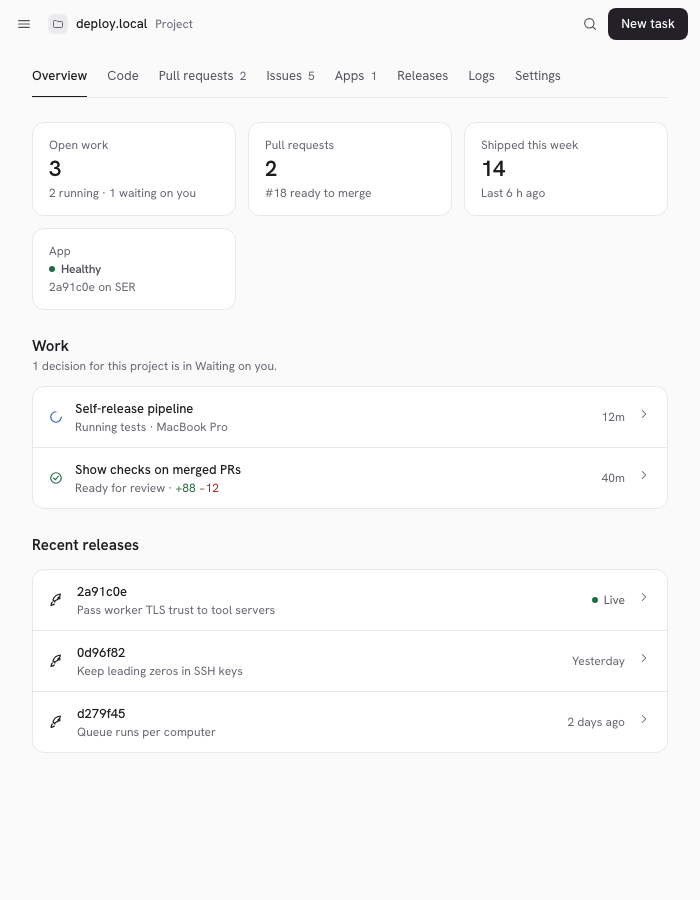 deploy.local Project
New task
Overview Code Pull requests 2 Issues 5 Apps 1 Releases Logs Settings
Open work
3
2 running · 1 waiting on you
Pull requests
2
#18 ready to merge
Shipped this week
14
Last 6 h ago
App
Healthy
2a91c0e on SER
Work
1 decision for this project is in Waiting on you.
Self-release pipeline
Running tests · MacBook Pro
12m
Show checks on merged PRs
Ready for review · +88 −12
40m
Recent releases
2a91c0e
Pass worker TLS trust to tool servers
Live
0d96f82
Keep leading zeros in SSH keys
Yesterday
d279f45
Queue runs per computer
2 days ago